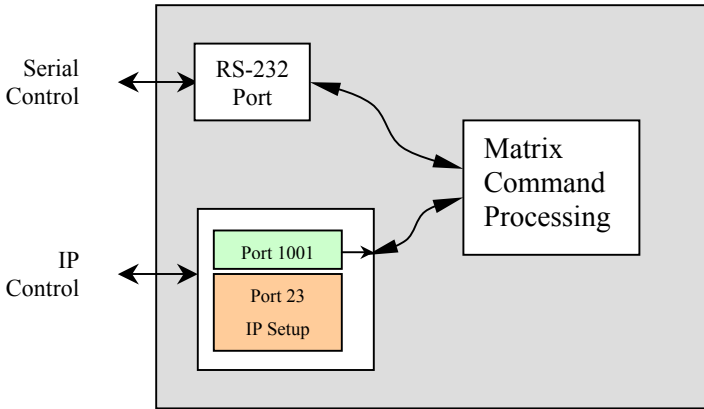 Serial
Control
RS-232
Port
Matrix
Command
Processing
IP
Control
Port 1001
Port 23
IP Setup